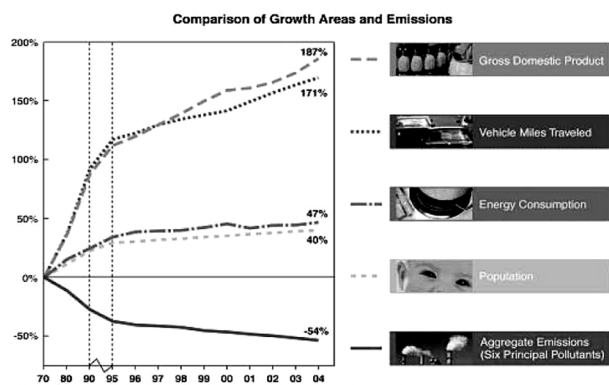 Comparison of Growth Areas and Emissions
200%
187%
Gross Domestic Product
171%
150%
Vehicle Miles Traveled
100%
50%
47%
Energy Consumption
40%
0%
Population
-50%
-54%
Aggregate Emissions
(Six Principal Pollutants)
70 80 90 95 96 97 98 99 00 01 02 03 04